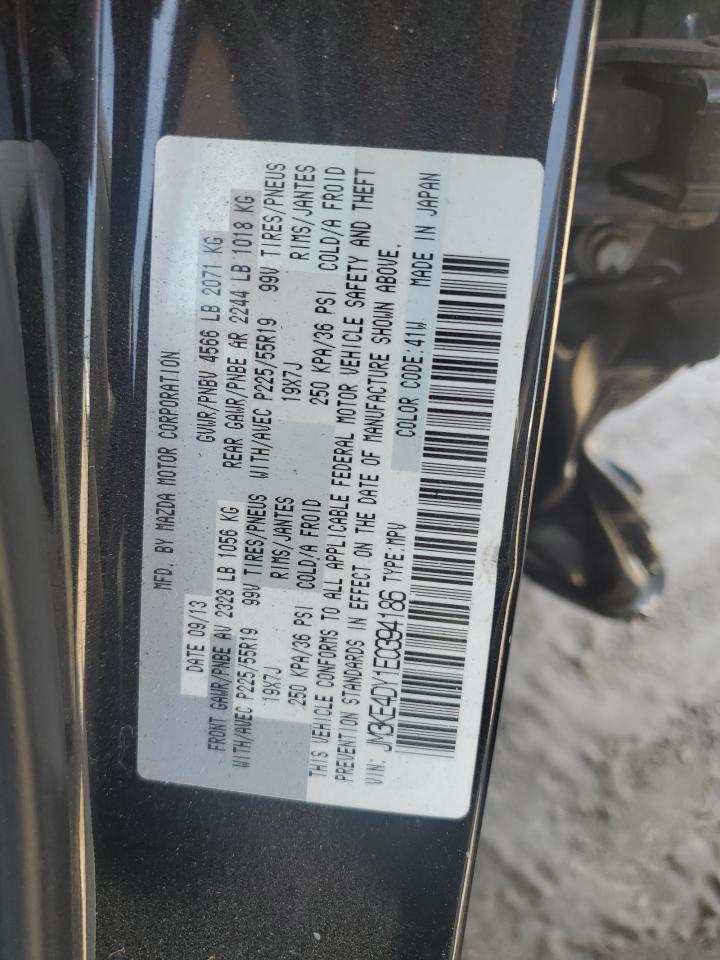 MFD. BY MAZDA MOTOR CORPORATION
DATE 09/13 GVWR/PNBV 4566 LB 2071 KG
FRONT GAWR/PNBE AV 2328 LB 1056 KG REAR GAWR/PNBE AR 2244 LB 1018 KG
WITH/AVEC P225/55R19 99V TIRES/PNEUS WITH/AVEC P225/55R19 99V TIRES/PNEUS
19X7J RIMS/JANTES 19X7J RIMS/JANTES
250 KPA/36 PSI COLD/A FROID 250 KPA/36 PSI COLD/A FROID
THIS VEHICLE CONFORMS TO ALL APPLICABLE FEDERAL MOTOR VEHICLE SAFETY AND THEFT
PREVENTION STANDARDS IN EFFECT ON THE DATE OF MANUFACTURE SHOWN ABOVE.
VIN: JM3KE4DY1E0394186 TYPE:MPV COLOR CODE:41W MADE IN JAPAN